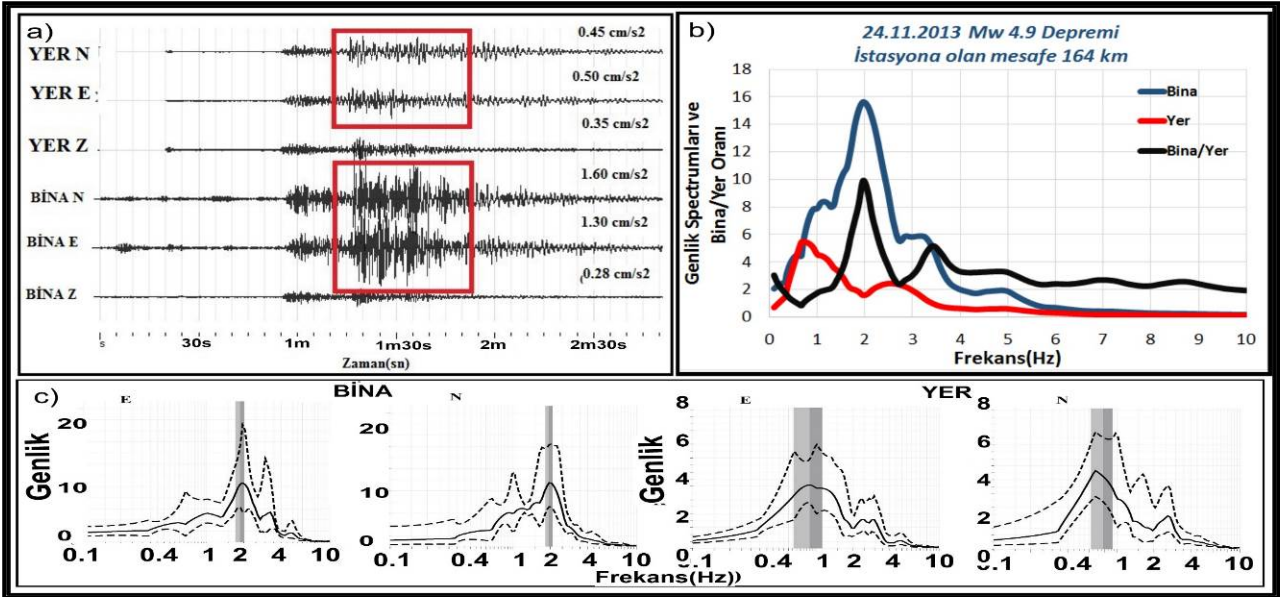 a)
YER N
0.45 cm/s2
YER E
0.50 cm/s2
YER Z
0.35 cm/s2
BİNA N
1.60 cm/s2
BİNA E
1.30 cm/s2
BİNA Z
(0.28 cm/s2
s 30s 1m 1m30s 2m 2m30s
Zaman(sn)
b)
24.11.2013 Mw 4.9 Depremi
İstasyona olan mesafe 164 km
Genlik Spectrumları ve
Bina/Yer Oranı
18
16
14
12
10
8
6
4
2
0
Bina
Yer
Bina/Yer
0 1 2 3 4 5 6 7 8 9 10
Frekans(Hz)
c)
BİNA
YER
E
N
E
N
Genlik
20
10
0
0.1 0.4 1 2 10
20
10
0
0.1 0.4 1 2 10
Genlik
8
6
4
2
0
0.1 0.4 1 2 10
8
6
4
2
0
0.1 0.4 1 2 10
Frekans(Hz))